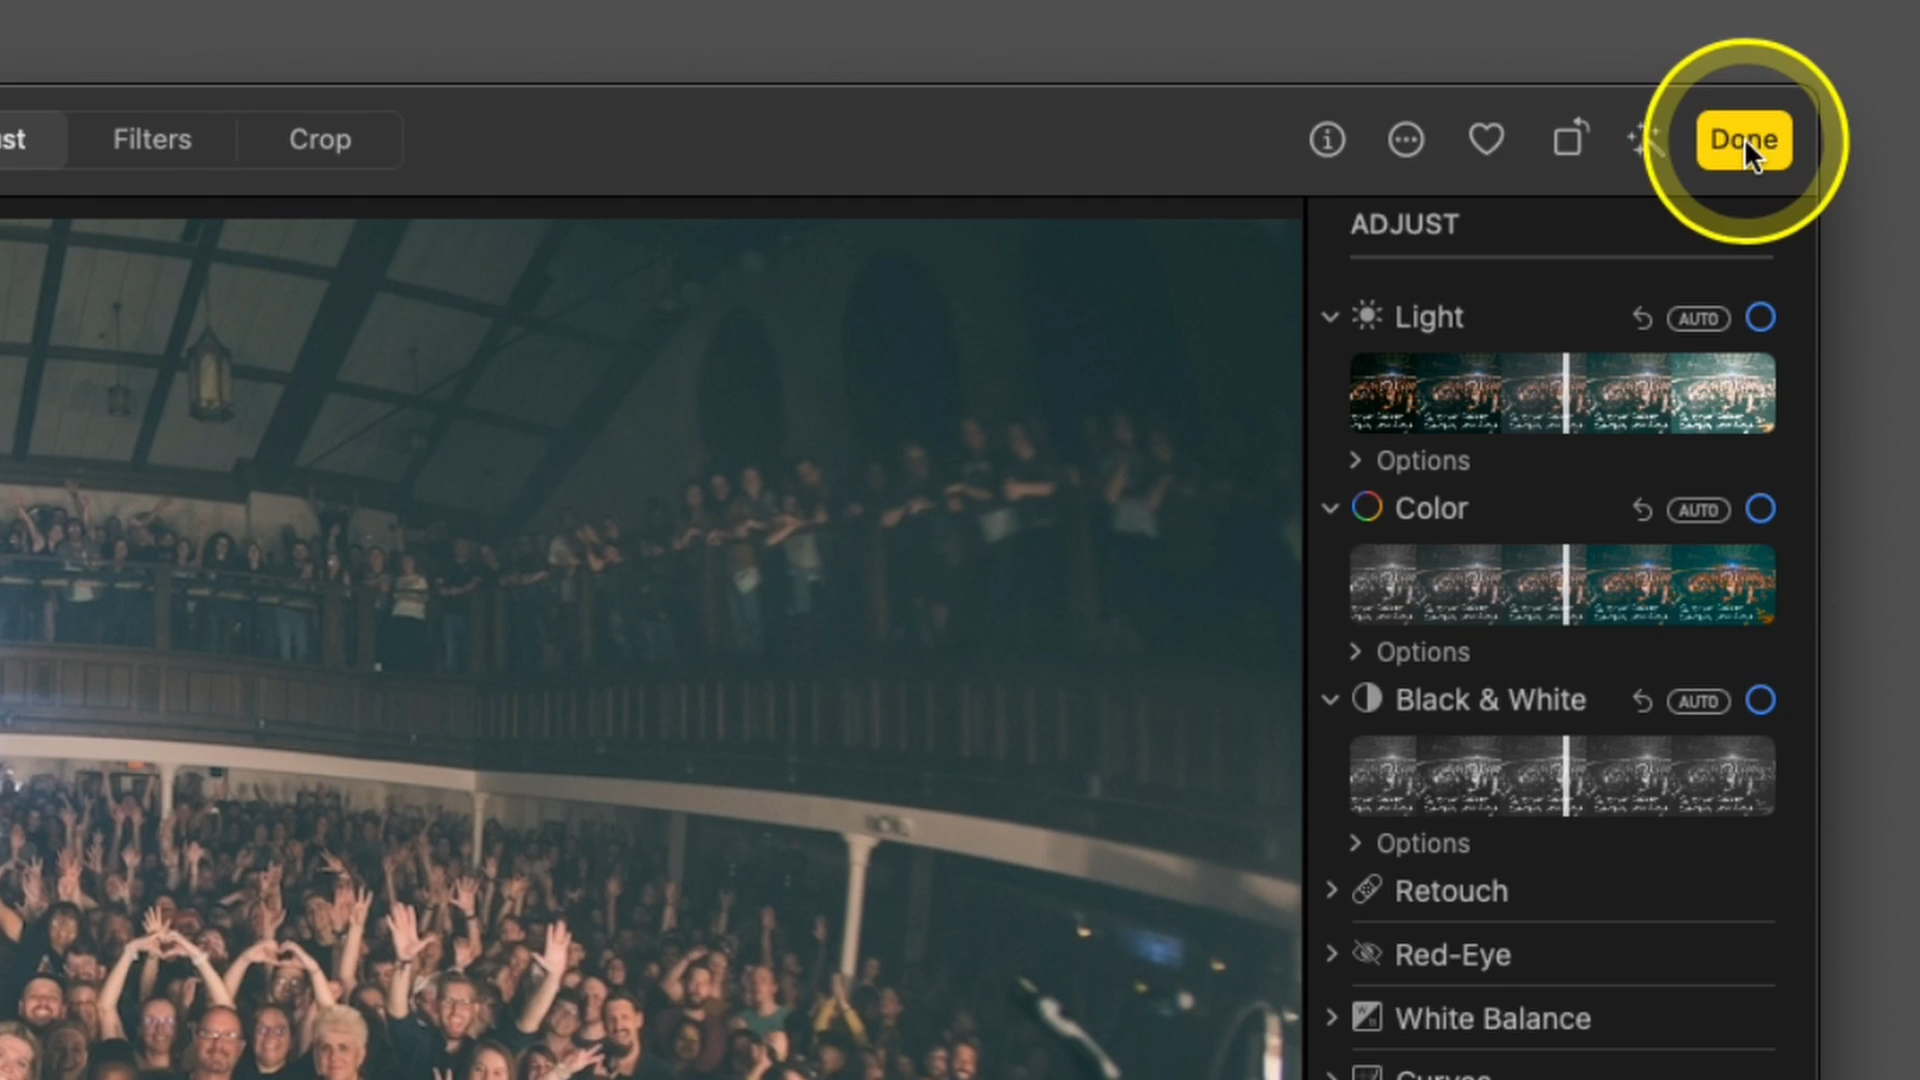 ust Filters Crop Done
ADJUST
Light AUTO
Options
Color AUTO
Options
Black & White AUTO
Options
Retouch
Red-Eye
White Balance
Curves